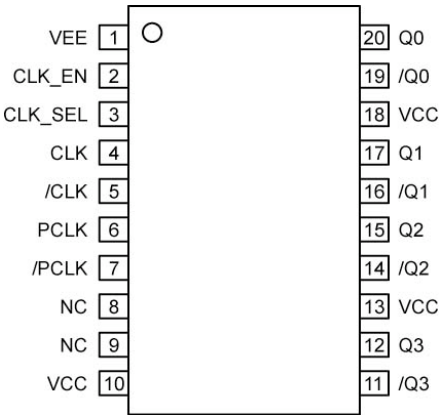 VEE 1 20 Q0
CLK_EN 2 19 /Q0
CLK_SEL 3 18 VCC
CLK 4 17 Q1
/CLK 5 16 /Q1
PCLK 6 15 Q2
/PCLK 7 14 /Q2
NC 8 13 VCC
NC 9 12 Q3
VCC 10 11 /Q3